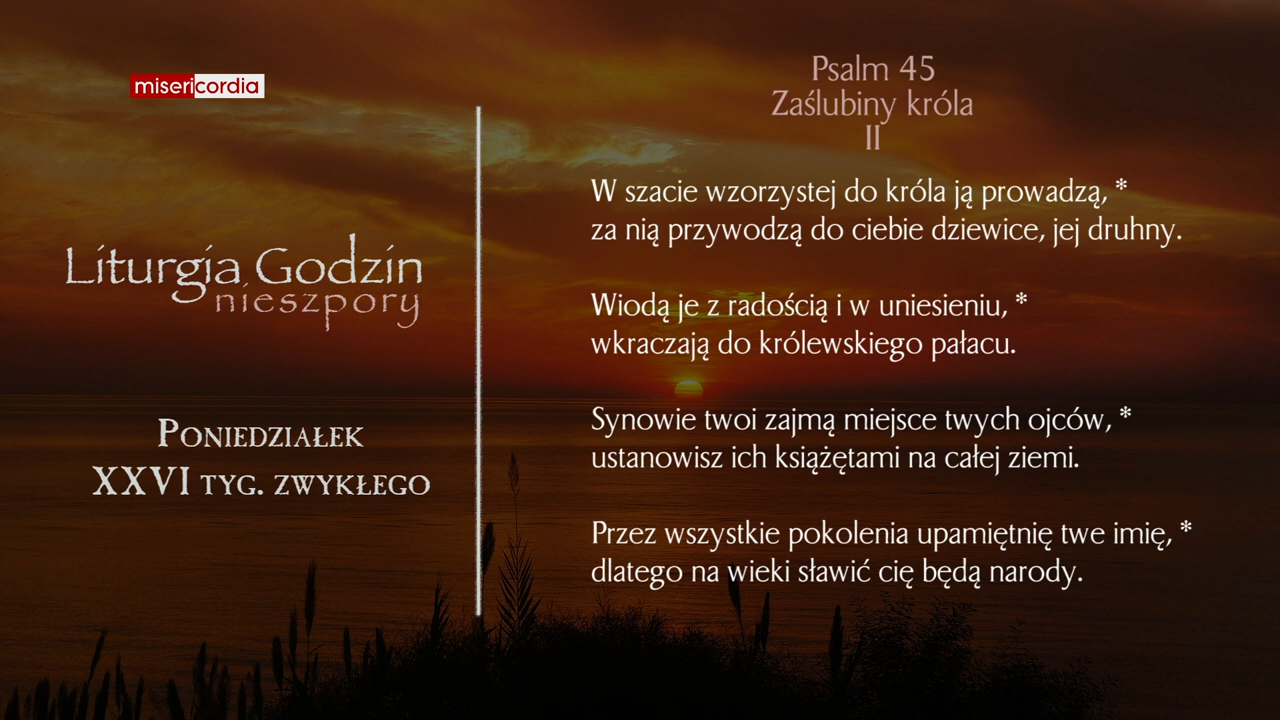 misericordia
Liturgia Godzin
nieszpory
Poniedziałek
XXVI tyg. zwykłego
Psalm 45
Zaślubiny króla
II
W szacie wzorzystej do króla ją prowadzą, *
za nią przywodzą do ciebie dziewice, jej druhny.
Wiodą je z radością i w uniesieniu, *
wkraczają do królewskiego pałacu.
Synowie twoi zajmą miejsce twych ojców, *
ustanowisz ich książętami na całej ziemi.
Przez wszystkie pokolenia upamiętnię twe imię, *
dlatego na wieki sławić cię będą narody.